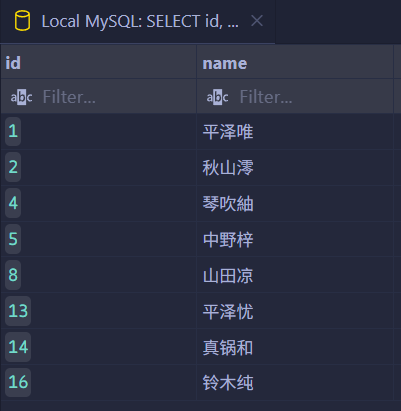 Local MySQL: SELECT id, ...
id name
abc Filter... abc Filter...
1 平泽唯
2 秋山澪
4 琴吹紬
5 中野梓
8 山田凉
13 平泽忧
14 真锅和
16 铃木纯